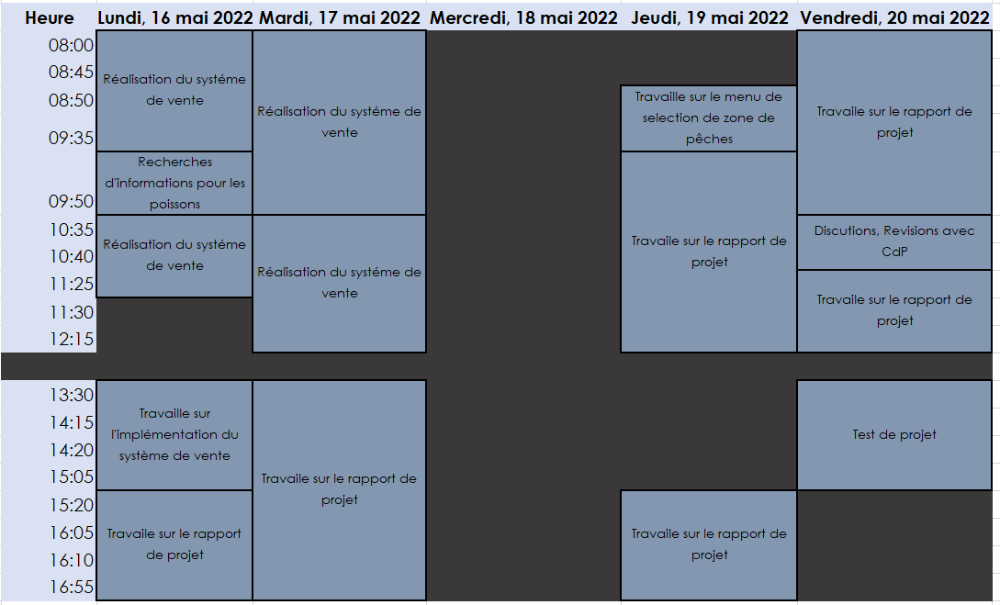 Heure Lundi, 16 mai 2022 Mardi, 17 mai 2022 Mercredi, 18 mai 2022 Jeudi, 19 mai 2022 Vendredi, 20 mai 2022
08:00
08:45
08:50
09:35
09:50
10:35
10:40
11:25
11:30
12:15
13:30
14:15
14:20
15:05
15:20
16:05
16:10
16:55
Réalisation du systéme
de vente
Recherches
d'informations pour les
poissons
Réalisation du systéme
de vente
Travaille sur
l'implémentation du
système de vente
Travaile sur le rapport
de projet
Réalisation du systéme de
vente
Réalisation du systéme de
vente
Travaile sur le rapport de
projet
Travaille sur le menu de
selection de zone de
pêches
Travaile sur le rapport de
projet
Travaile sur le rapport de
projet
Travaile sur le rapport de
projet
Discutions, Revisions avec
CdP
Travaile sur le rapport de
projet
Test de projet